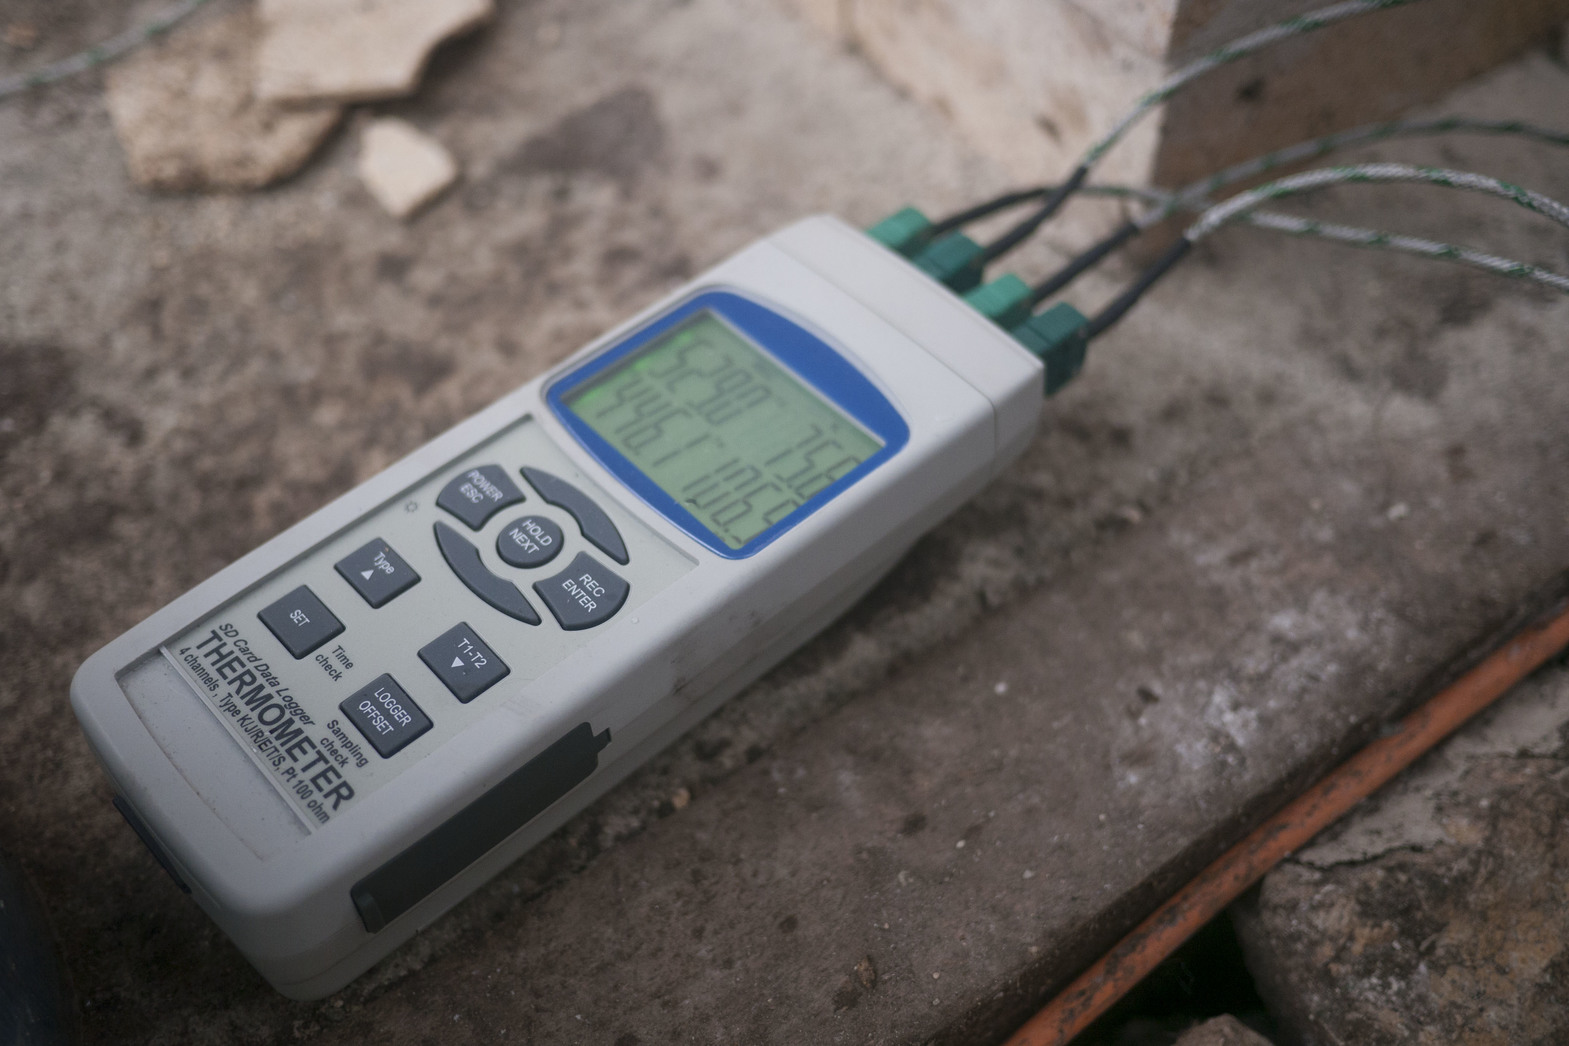 POWER
ESC
HOLD
NEXT
REC
ENTER
Type
SET
Time
check
T1-T2
LOGGER
OFFSET
Sampling
check
SD Card Data Logger
THERMOMETER
4 channels, Type K/J/R/E/T/S, Pt 100 ohm